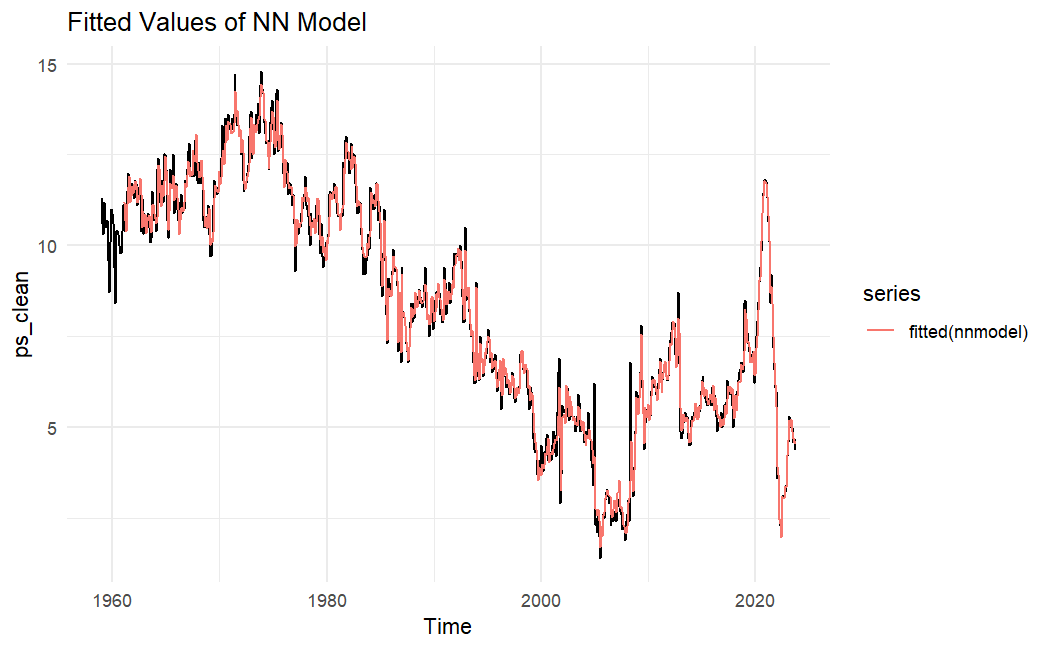 Fitted Values of NN Model
15
10
5
ps_clean
1960
1980
2000
2020
Time
series
fitted(nnmodel)